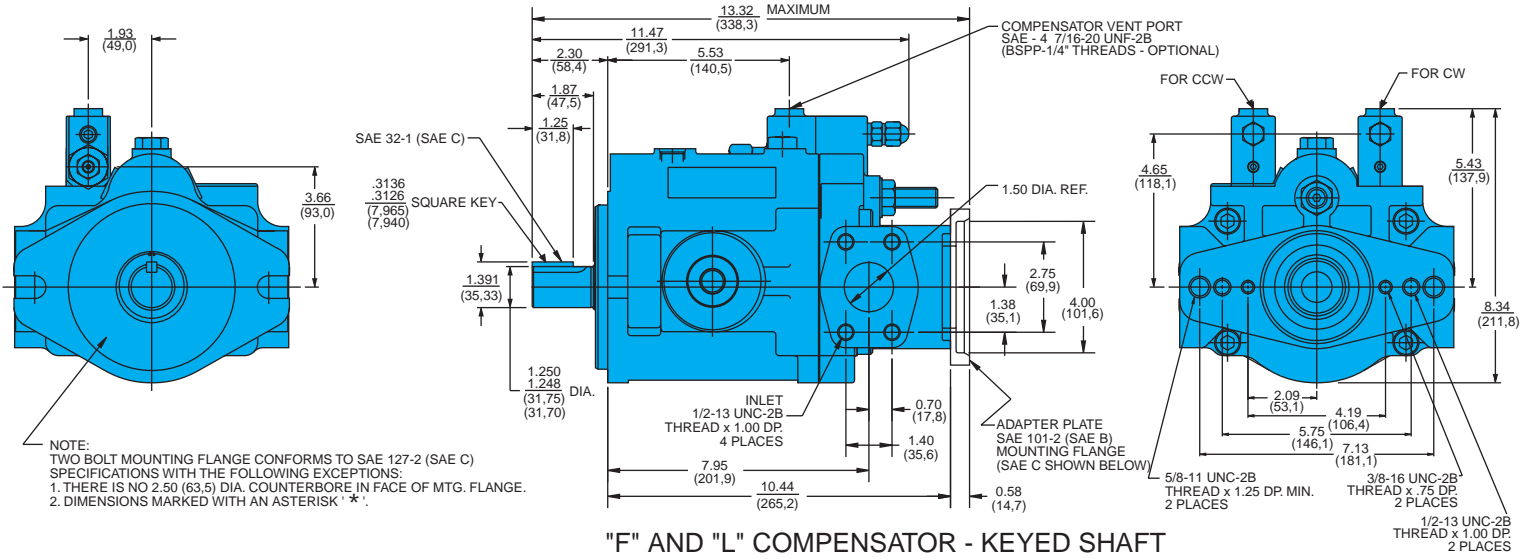 1.93
(49,0)
3.66
(93,0)
NOTE:
TWO BOLT MOUNTING FLANGE CONFORMS TO SAE 127-2 (SAE C)
SPECIFICATIONS WITH THE FOLLOWING EXCEPTIONS:
1. THERE IS NO 2.50 (63,5) DIA. COUNTERBORE IN FACE OF MTG. FLANGE.
2. DIMENSIONS MARKED WITH AN ASTERISK ' * '.
13.32 MAXIMUM
(338,3)
11.47
(291,3)
2.30
(58,4)
5.53
(140,5)
1.87
(47,5)
1.25
(31,8)
SAE 32-1 (SAE C)
.3136
.3126 SQUARE KEY
(7,965)
(7,940)
1.391
(35,33)
1.250
1.248 DIA.
(31,75)
(31,70)
COMPENSATOR VENT PORT
SAE - 4 7/16-20 UNF-2B
(BSPP-1/4" THREADS - OPTIONAL)
1.50 DIA. REF.
2.75
(69,9)
1.38
(35,1)
4.00
(101,6)
INLET
1/2-13 UNC-2B
THREAD x 1.00 DP.
4 PLACES
0.70
(17,8)
1.40
(35,6)
ADAPTER PLATE
SAE 101-2 (SAE B)
MOUNTING FLANGE
(SAE C SHOWN BELOW)
7.95
(201,9)
10.44
(265,2)
0.58
(14,7)
FOR CCW
FOR CW
4.65
(118,1)
5.43
(137,9)
8.34
(211,8)
2.09
(53,1)
4.19
(106,4)
5.75
(146,1)
7.13
(181,1)
5/8-11 UNC-2B
THREAD x 1.25 DP. MIN.
2 PLACES
3/8-16 UNC-2B
THREAD x .75 DP.
2 PLACES
1/2-13 UNC-2B
THREAD x 1.00 DP.
2 PLACES
"F" AND "L" COMPENSATOR - KEYED SHAFT